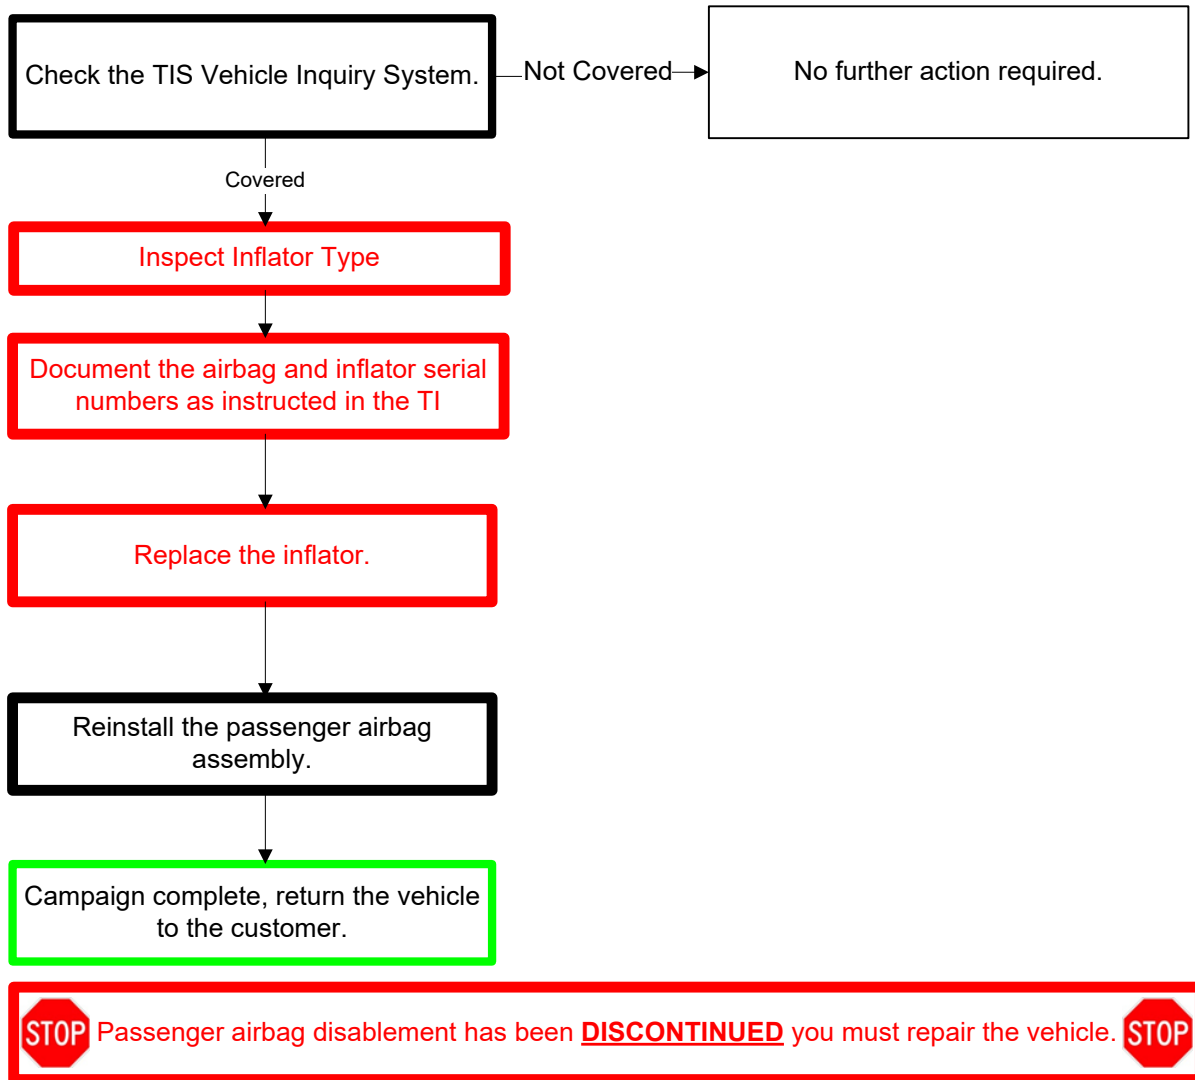 Check the TIS Vehicle Inquiry System.
Not Covered
No further action required.
Covered
Inspect Inflator Type
Document the airbag and inflator serial
numbers as instructed in the TI
Replace the inflator.
Reinstall the passenger airbag
assembly.
Campaign complete, return the vehicle
to the customer.
STOP Passenger airbag disablement has been DISCONTINUED you must repair the vehicle. STOP